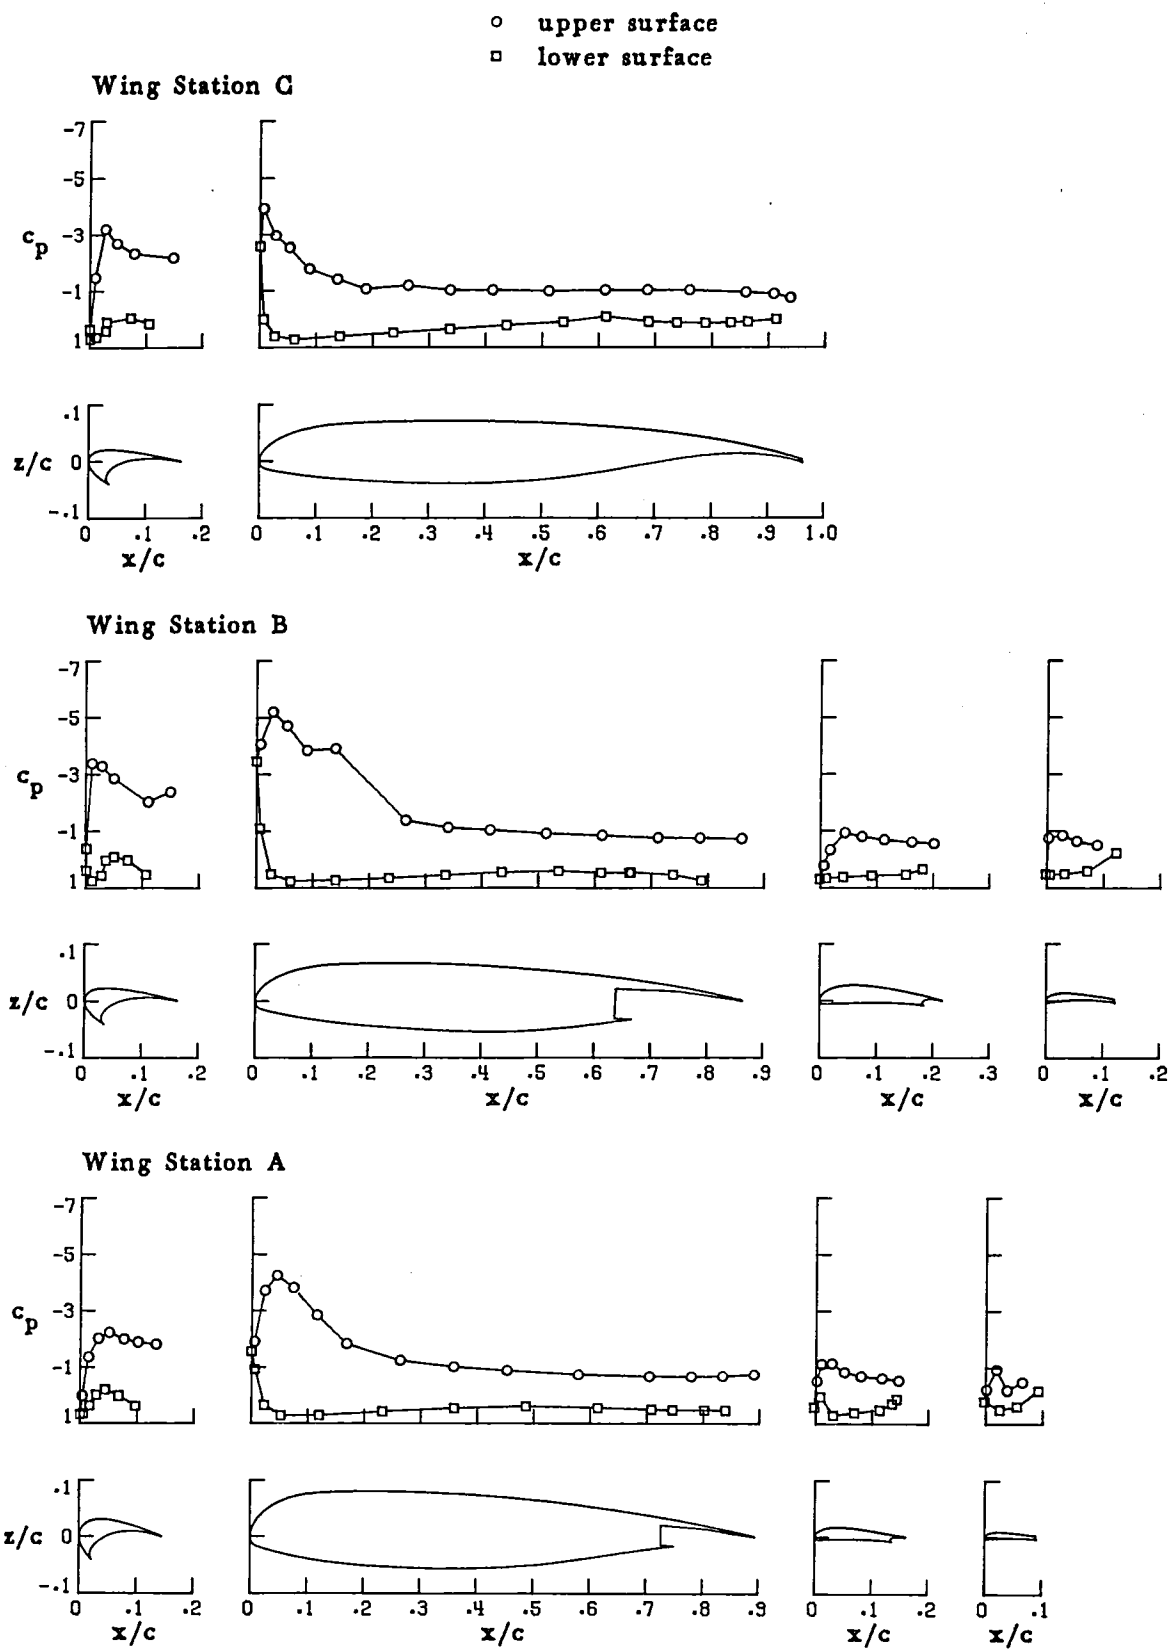 upper surface
lower surface
Wing Station C
-7
-5
-3
-1
1
c_p
.1
0
-.1
z/c
0 .1 .2
0 .1 .2 .3 .4 .5 .6 .7 .8 .9 1.0
x/c x/c
Wing Station B
-7
-5
-3
-1
1
c_p
.1
0
-.1
z/c
0 .1 .2
0 .1 .2 .3 .4 .5 .6 .7 .8 .9
0 .1 .2 .3
0 .1 .2
x/c x/c x/c x/c
Wing Station A
-7
-5
-3
-1
1
c_p
.1
0
-.1
z/c
0 .1 .2
0 .1 .2 .3 .4 .5 .6 .7 .8 .9
0 .1 .2
0 .1
x/c x/c x/c x/c